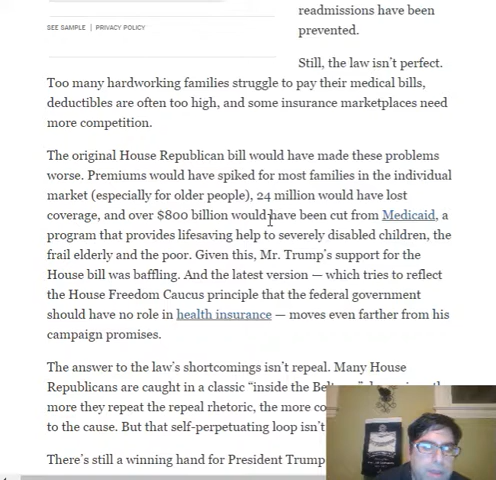 readmissions have been
prevented.
SEE SAMPLE | PRIVACY POLICY
Still, the law isn't perfect.
Too many hardworking families struggle to pay their medical bills,
deductibles are often too high, and some insurance marketplaces need
more competition.
The original House Republican bill would have made these problems
worse. Premiums would have spiked for most families in the individual
market (especially for older people), 24 million would have lost
coverage, and over $800 billion would have been cut from Medicaid, a
program that provides lifesaving help to severely disabled children, the
frail elderly and the poor. Given this, Mr. Trump's support for the
House bill was baffling. And the latest version — which tries to reflect
the House Freedom Caucus principle that the federal government
should have no role in health insurance — moves even farther from his
campaign promises.
The answer to the law's shortcomings isn't repeal. Many House
Republicans are caught in a classic "inside the
more they repeat the repeal rhetoric, the more
to the cause. But that self-perpetuating loop isn't
There's still a winning hand for President Trump